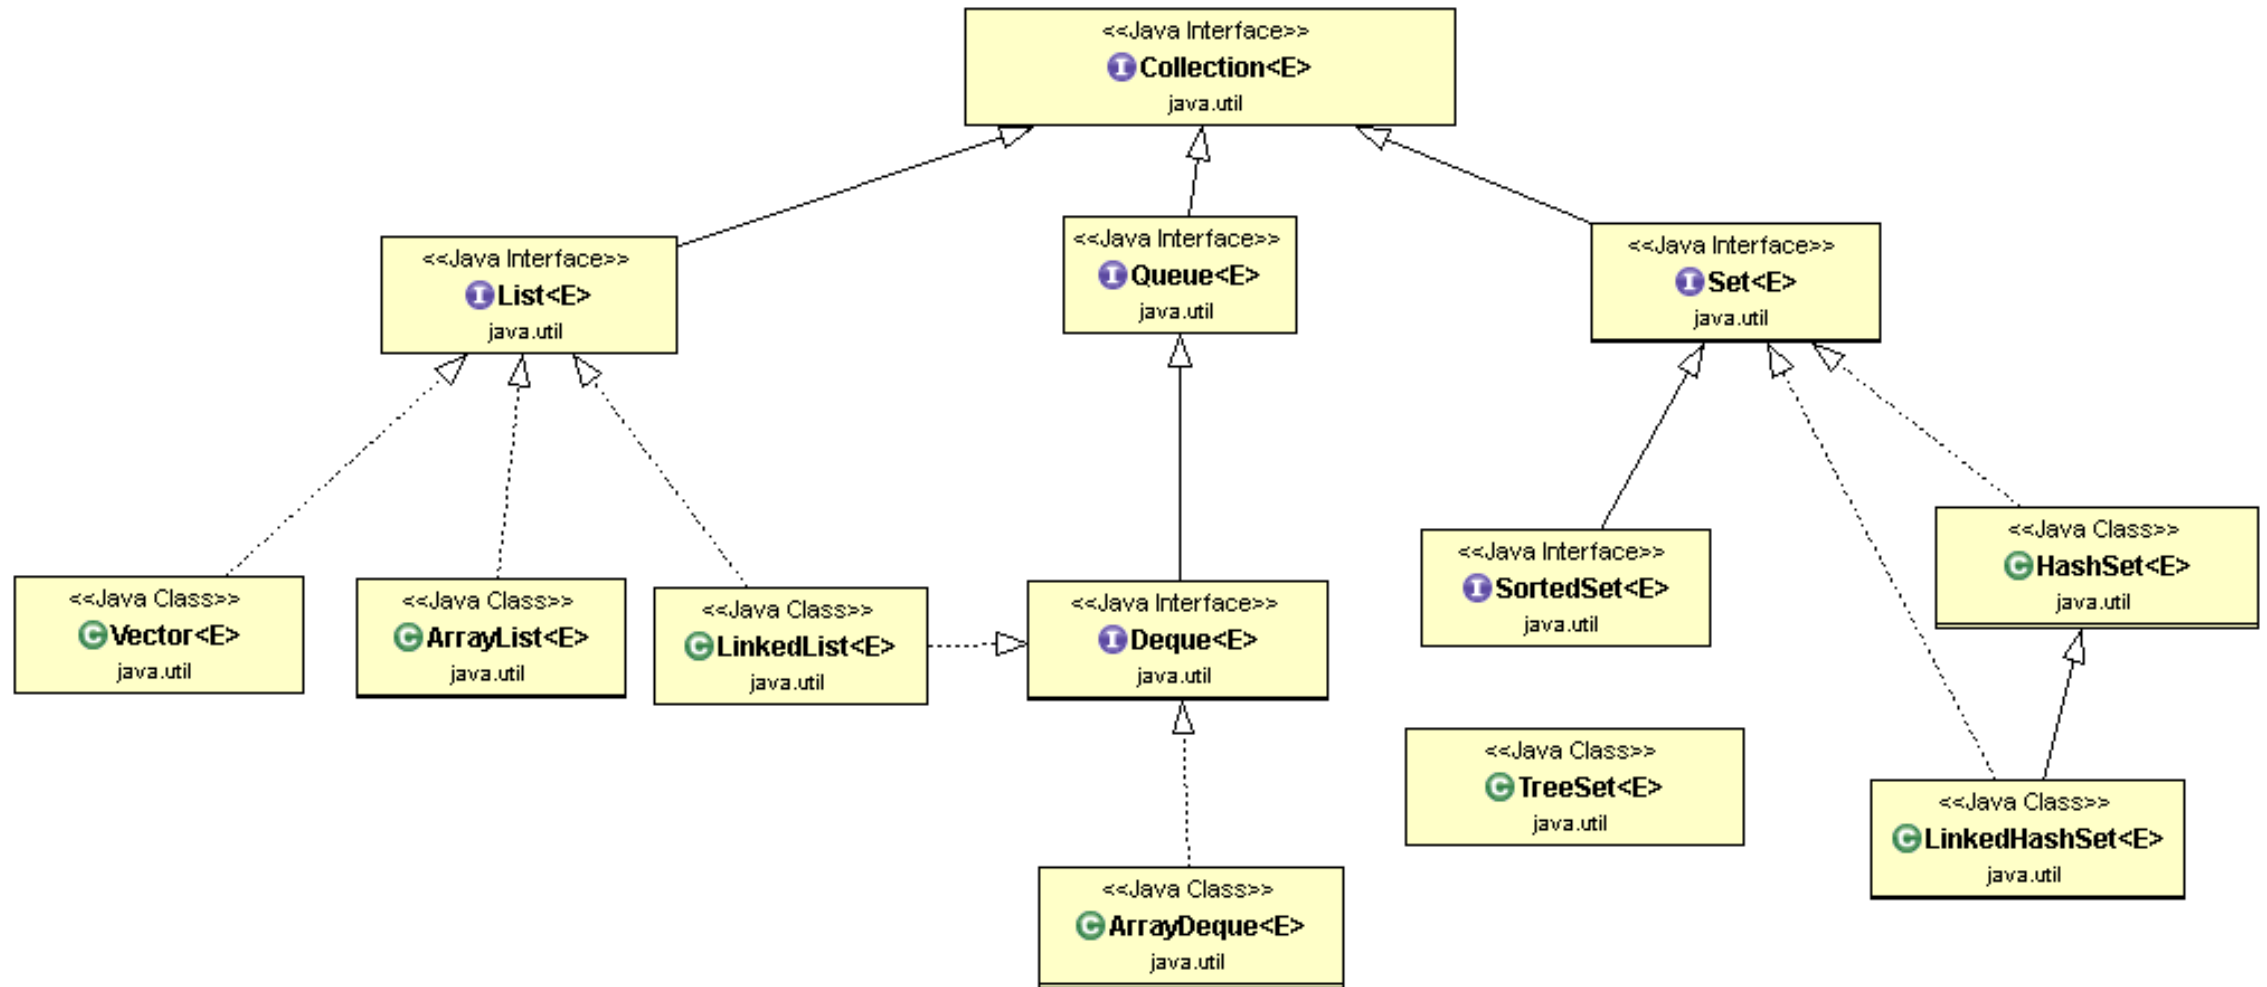 <<Java Interface>>
Collection<E>
java.util
<<Java Interface>>
List<E>
java.util
<<Java Interface>>
Queue<E>
java.util
<<Java Interface>>
Set<E>
java.util
<<Java Class>>
Vector<E>
java.util
<<Java Class>>
ArrayList<E>
java.util
<<Java Class>>
LinkedList<E>
java.util
<<Java Interface>>
Deque<E>
java.util
<<Java Interface>>
SortedSet<E>
java.util
<<Java Class>>
HashSet<E>
java.util
<<Java Class>>
TreeSet<E>
java.util
<<Java Class>>
LinkedHashSet<E>
java.util
<<Java Class>>
ArrayDeque<E>
java.util